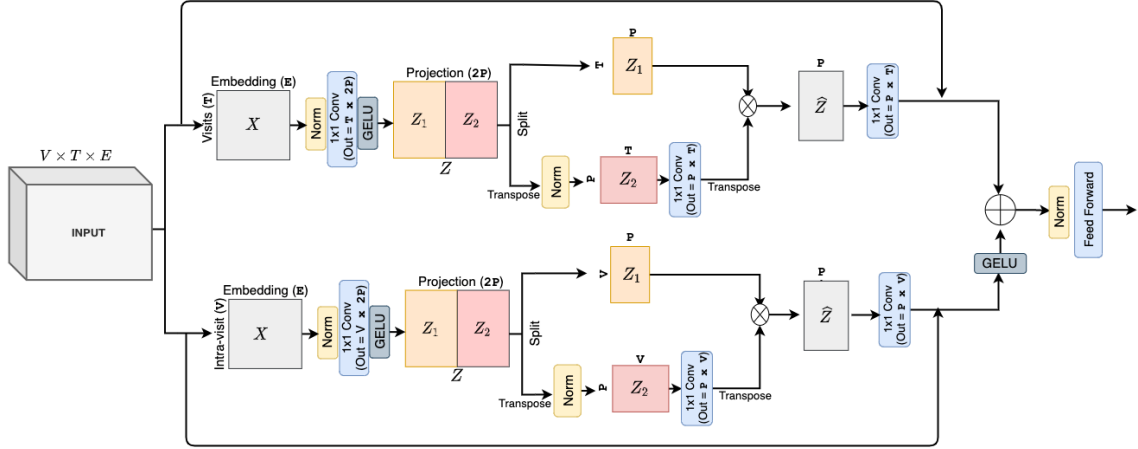 V × T × E
INPUT
Visits (T)
Embedding (E)
X
Norm
1x1 Conv
(Out = T x 2P)
GELU
Projection (2P)
Z₁
Z₂
Z
Split
Transpose
T
P
Z₁
Norm
P
T
Z₂
1x1 Conv
(Out = P x T)
Transpose
P
Ẑ
1x1 Conv
(Out = P x T)
Intra-visit (V)
Embedding (E)
X
Norm
1x1 Conv
(Out = V x 2P)
GELU
Projection (2P)
Z₁
Z₂
Z
Split
Transpose
V
P
Z₁
Norm
P
V
Z₂
1x1 Conv
(Out = P x V)
Transpose
P
Ẑ
1x1 Conv
(Out = P x V)
GELU
Norm
Feed Forward